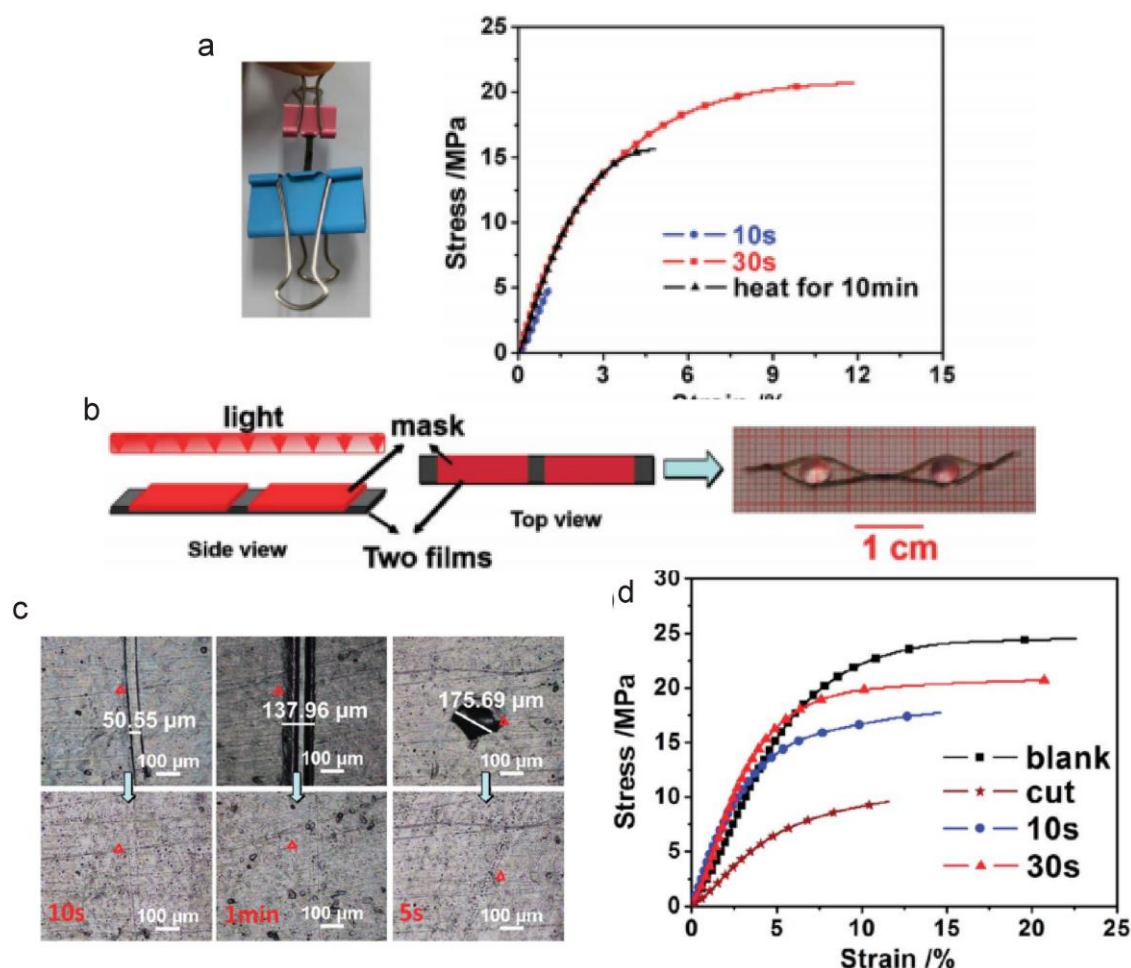 a
Stress /MPa
25
20
15
10
5
0
10s
30s
heat for 10min
0 3 6 9 12 15
Strain /%
b
light
mask
Side view
Top view
Two films
1 cm
c
50.55 µm
100 µm
137.96 µm
100 µm
175.69 µm
100 µm
10s
100 µm
1min
100 µm
5s
100 µm
d
Stress /MPa
30
25
20
15
10
5
0
blank
cut
10s
30s
0 5 10 15 20 25
Strain /%